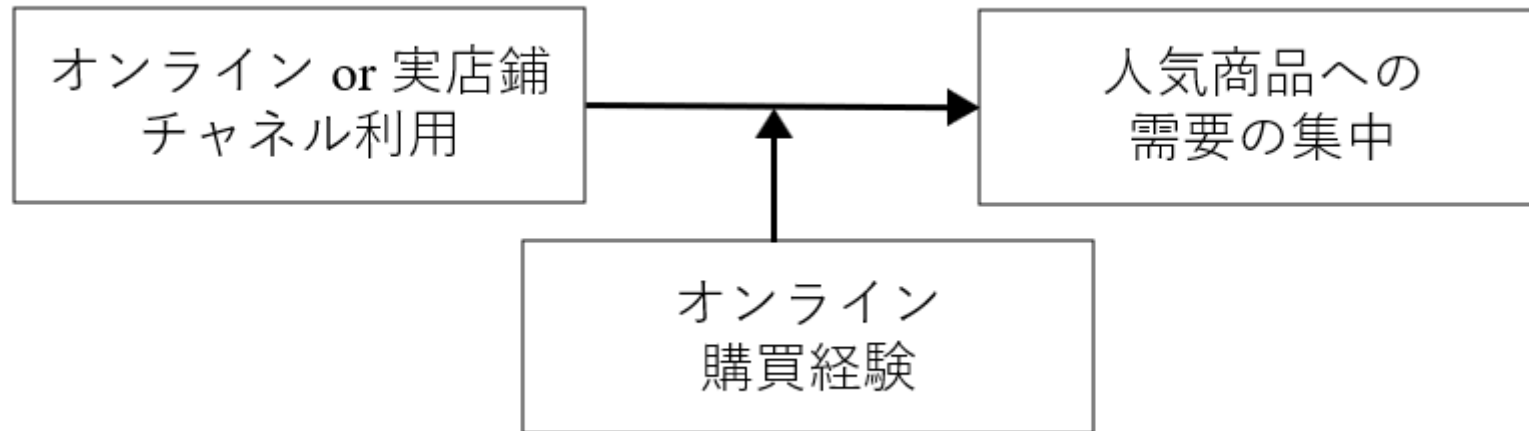 オンライン or 実店舗
チャネル利用
人気商品への
需要の集中
オンライン
購買経験